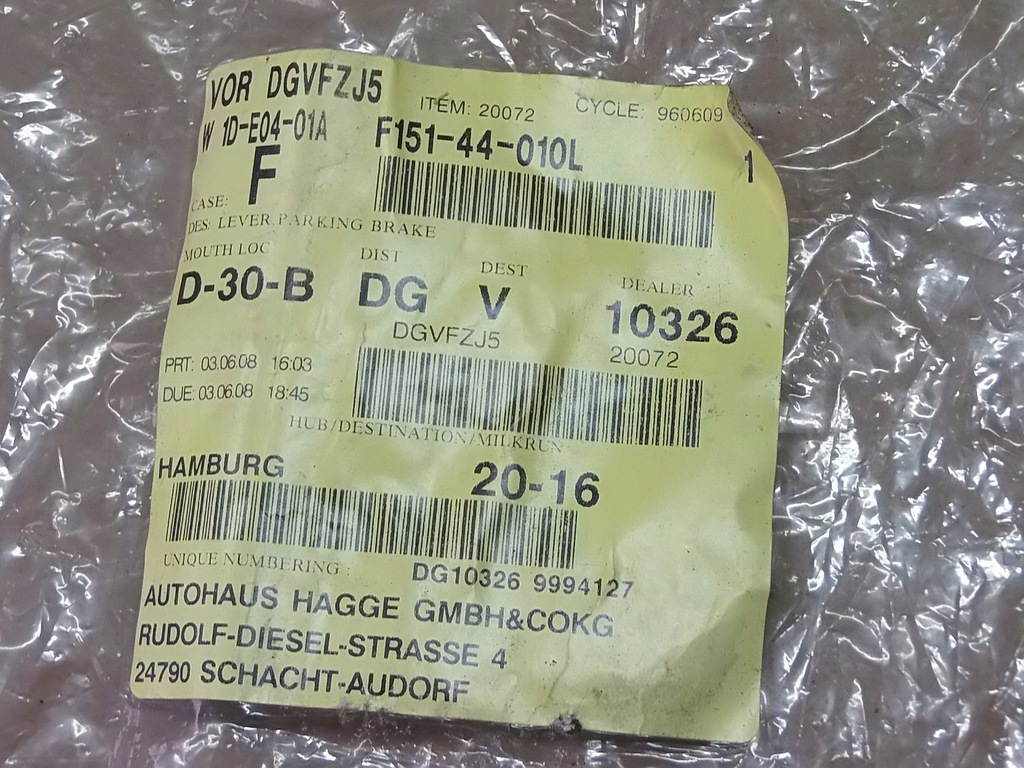 VOR DGVFZJ5
ITEM: 20072 CYCLE: 960609
W 1D-E04-01A F151-44-010L 1
CASE: F
DES: LEVER,PARKING BRAKE
MOUTH LOC DIST DEST DEALER
D-30-B DG V 10326
DGVFZJ5 20072
PRT: 03.06.08 16:03
DUE: 03.06.08 18:45
HUB/DESTINATION/MILKRUN
HAMBURG 20-16
UNIQUE NUMBERING : DG10326 9994127
AUTOHAUS HAGGE GMBH&COKG
RUDOLF-DIESEL-STRASSE 4
24790 SCHACHT-AUDORF